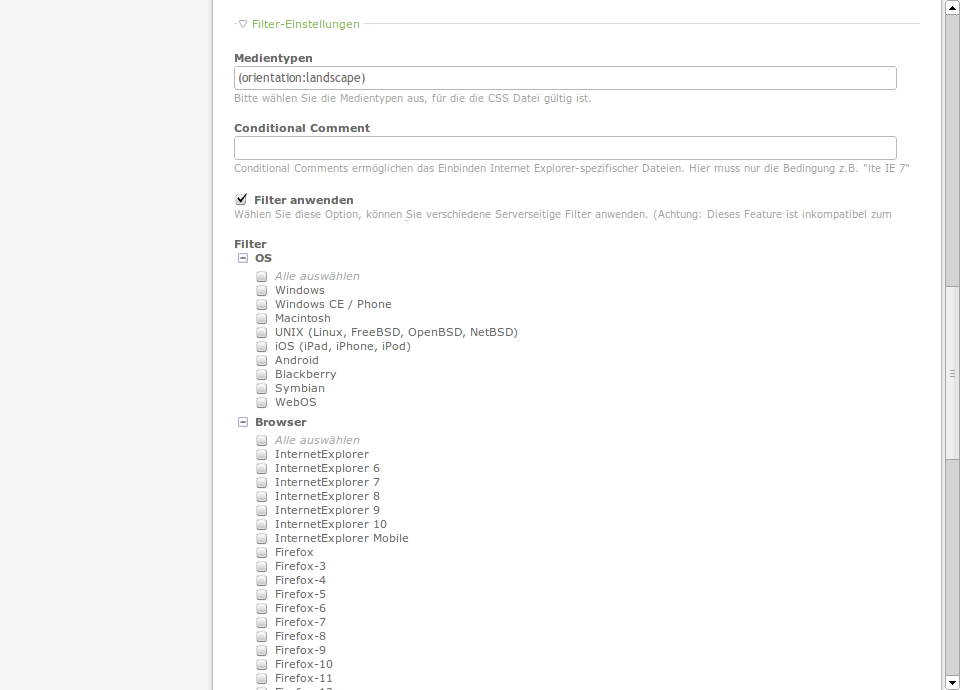 Filter-Einstellungen
Medientypen
(orientation:landscape)
Bitte wählen Sie die Medientypen aus, für die die CSS Datei gültig ist.
Conditional Comment
Conditional Comments ermöglichen das Einbinden Internet Explorer-spezifischer Dateien. Hier muss nur die Bedingung z.B. "lte IE 7"
Filter anwenden
Wählen Sie diese Option, können Sie verschiedene Serverseitige Filter anwenden. (Achtung: Dieses Feature ist inkompatibel zum
Filter
OS
Alle auswählen
Windows
Windows CE / Phone
Macintosh
UNIX (Linux, FreeBSD, OpenBSD, NetBSD)
iOS (iPad, iPhone, iPod)
Android
Blackberry
Symbian
WebOS
Browser
Alle auswählen
InternetExplorer
InternetExplorer 6
InternetExplorer 7
InternetExplorer 8
InternetExplorer 9
InternetExplorer 10
InternetExplorer Mobile
Firefox
Firefox-3
Firefox-4
Firefox-5
Firefox-6
Firefox-7
Firefox-8
Firefox-9
Firefox-10
Firefox-11